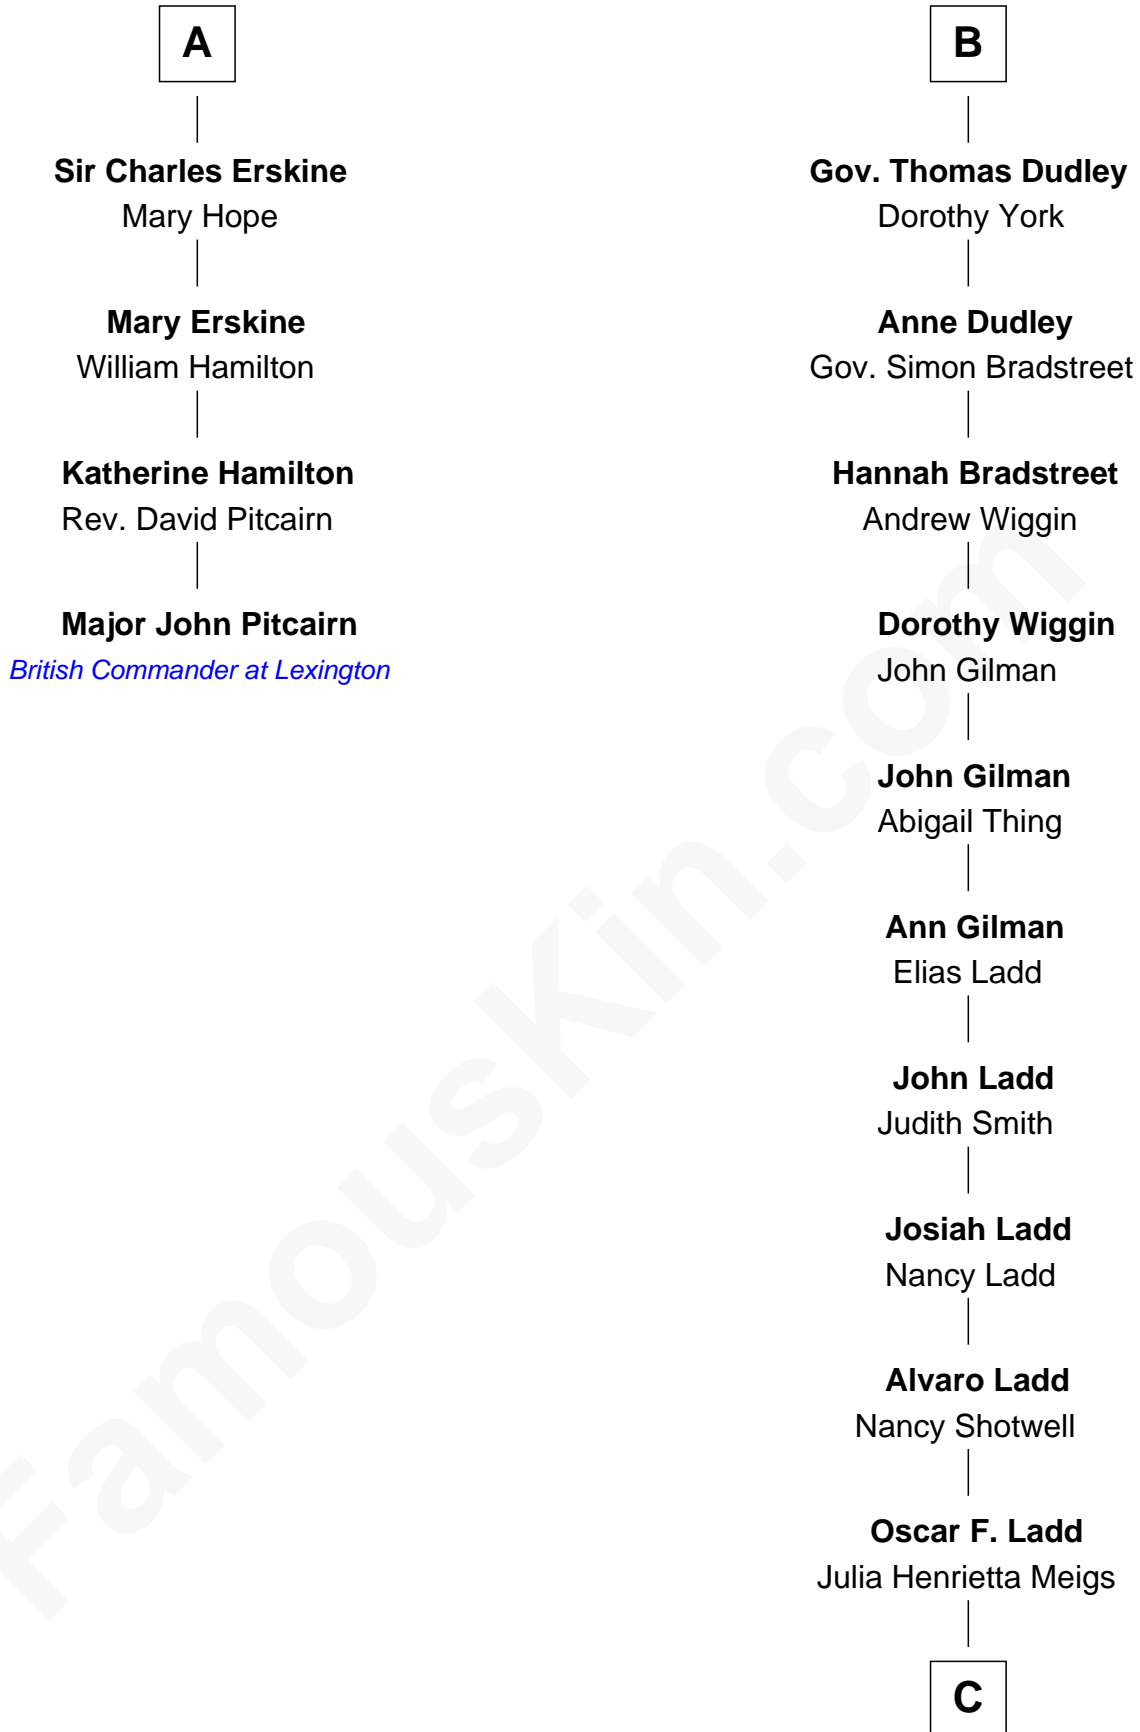 A
Sir Charles Erskine
Mary Hope
Mary Erskine
William Hamilton
Katherine Hamilton
Rev. David Pitcairn
Major John Pitcairn
British Commander at Lexington
B
Gov. Thomas Dudley
Dorothy York
Anne Dudley
Gov. Simon Bradstreet
Hannah Bradstreet
Andrew Wiggin
Dorothy Wiggin
John Gilman
John Gilman
Abigail Thing
Ann Gilman
Elias Ladd
John Ladd
Judith Smith
Josiah Ladd
Nancy Ladd
Alvaro Ladd
Nancy Shotwell
Oscar F. Ladd
Julia Henrietta Meigs
C
FamousKin.com